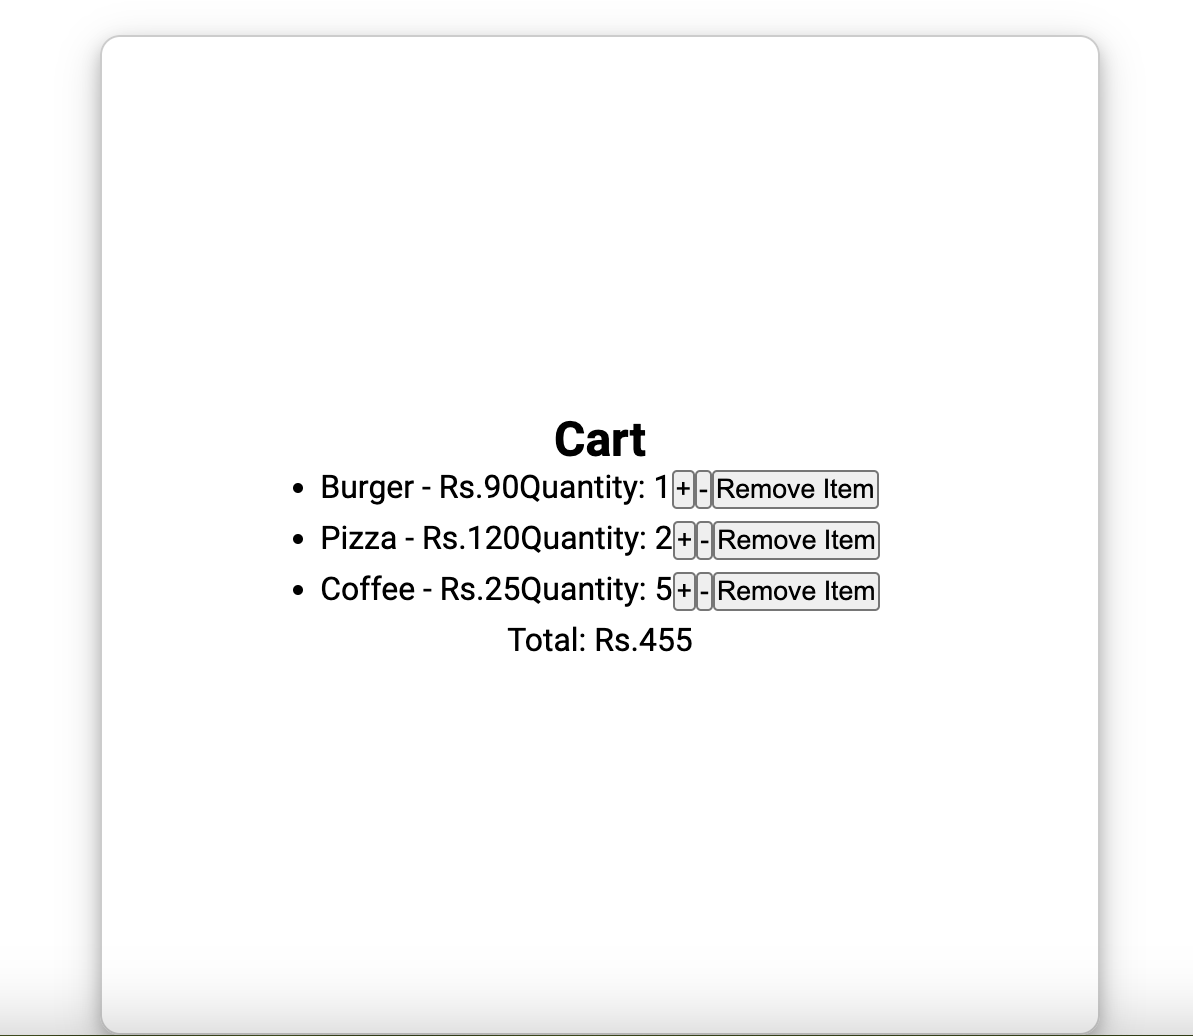 Cart
• Burger - Rs.90Quantity: 1+-Remove Item
• Pizza - Rs.120Quantity: 2+-Remove Item
• Coffee - Rs.25Quantity: 5+-Remove Item
Total: Rs.455